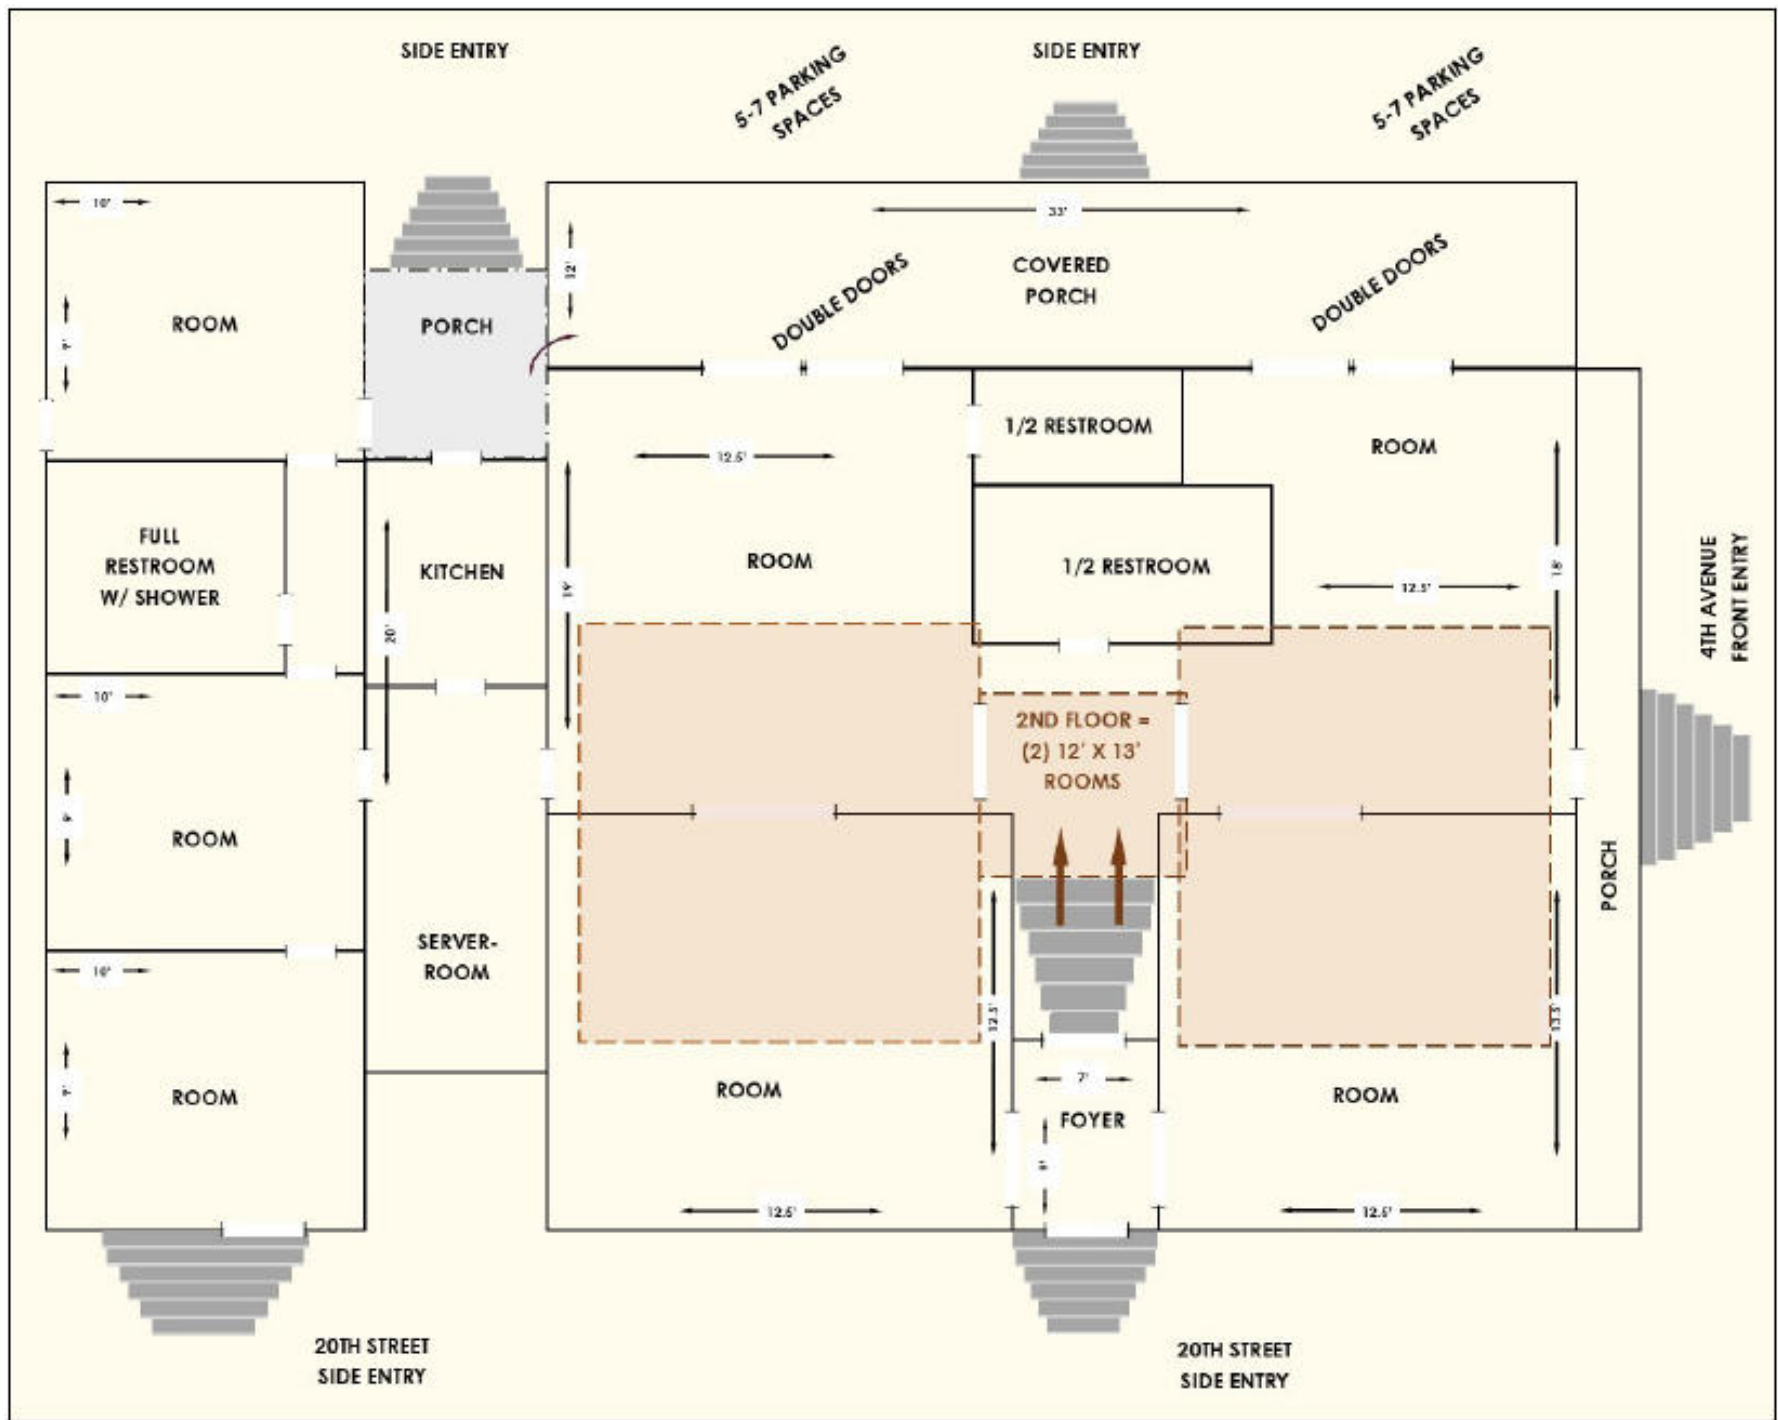 SIDE ENTRY
SIDE ENTRY
5-7 PARKING
SPACES
5-7 PARKING
SPACES
10'
33'
12'
COVERED
PORCH
DOUBLE DOORS
DOUBLE DOORS
ROOM
PORCH
1/2 RESTROOM
ROOM
12.5'
FULL
RESTROOM
W/ SHOWER
KITCHEN
ROOM
1/2 RESTROOM
12.5'
18'
19'
20'
4TH AVENUE
FRONT ENTRY
10'
2ND FLOOR =
(2) 12' X 13'
ROOMS
ROOM
PORCH
SERVER-
ROOM
10'
12.5'
13.5'
7'
ROOM
ROOM
FOYER
ROOM
8'
12.5'
12.5'
20TH STREET
SIDE ENTRY
20TH STREET
SIDE ENTRY